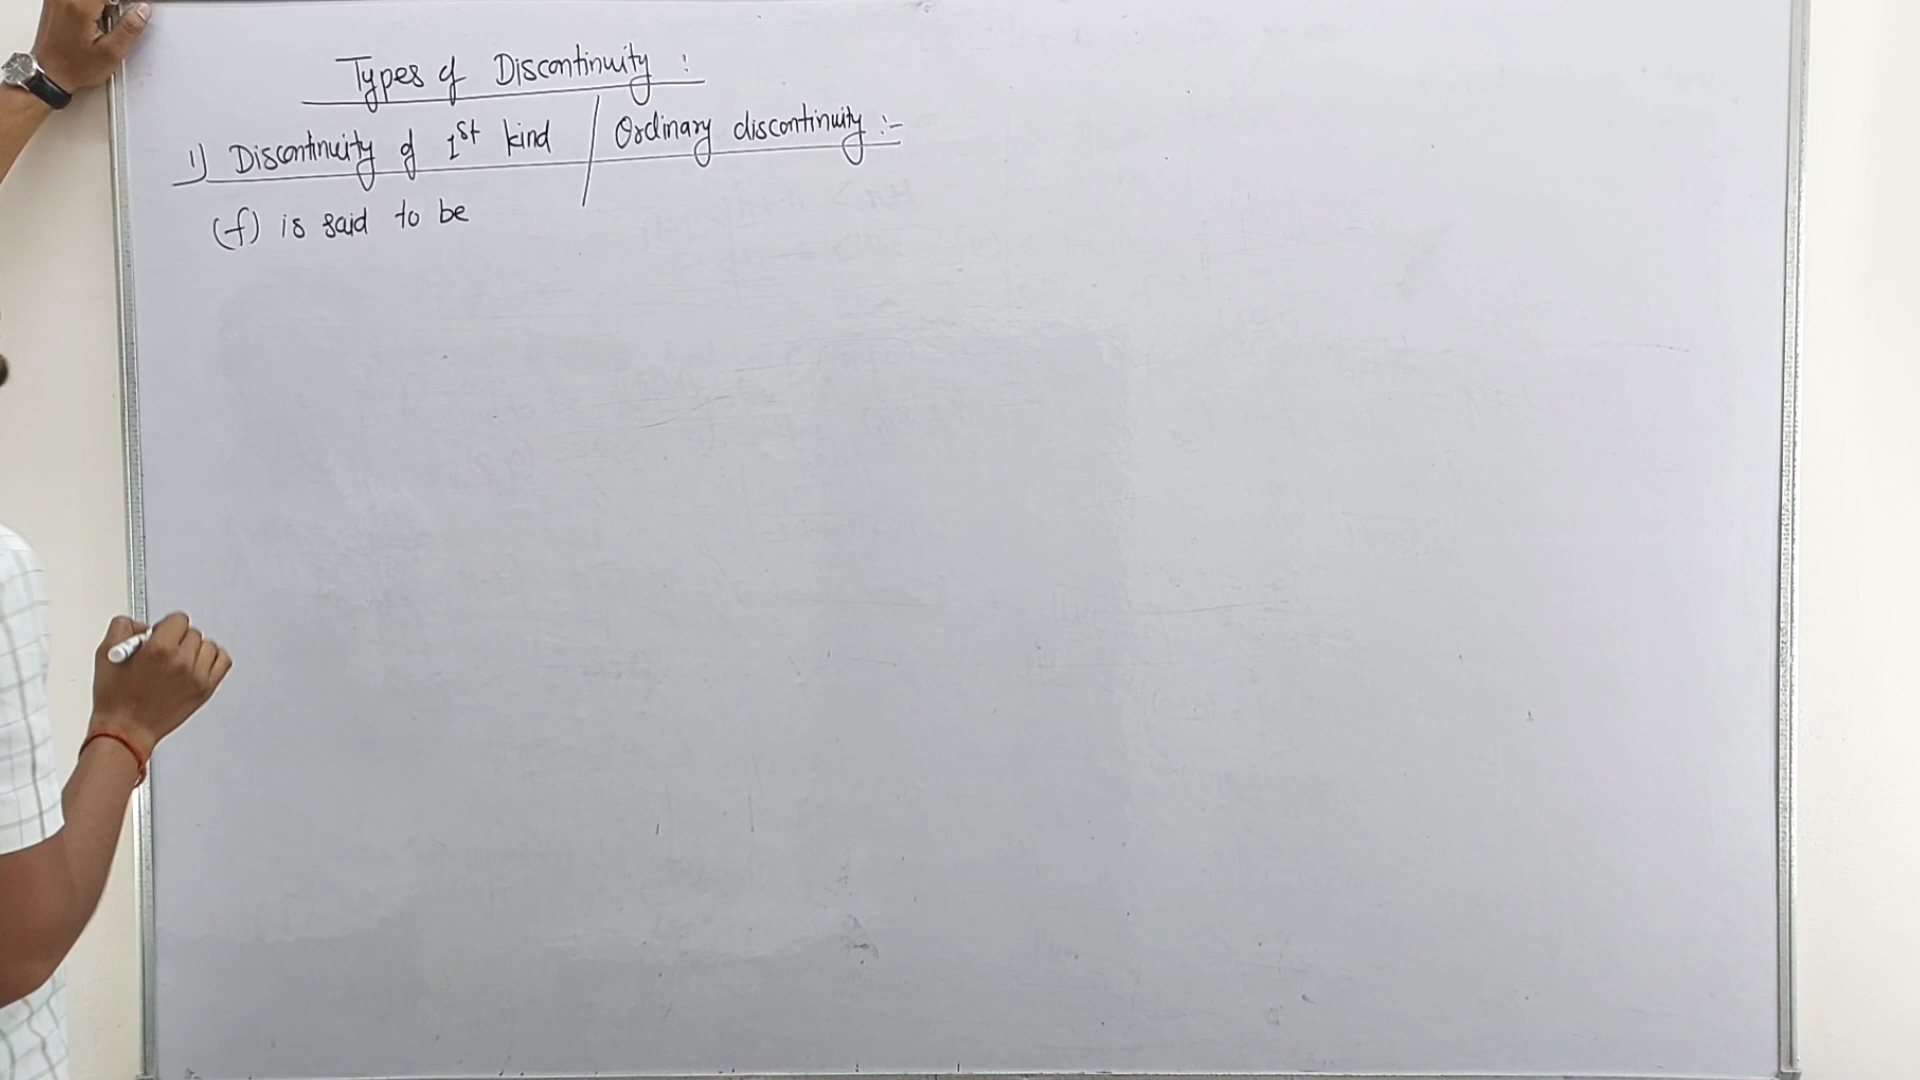 Types of Discontinuity :
1) Discontinuity of 1st kind / Ordinary discontinuity :-
(f) is said to be